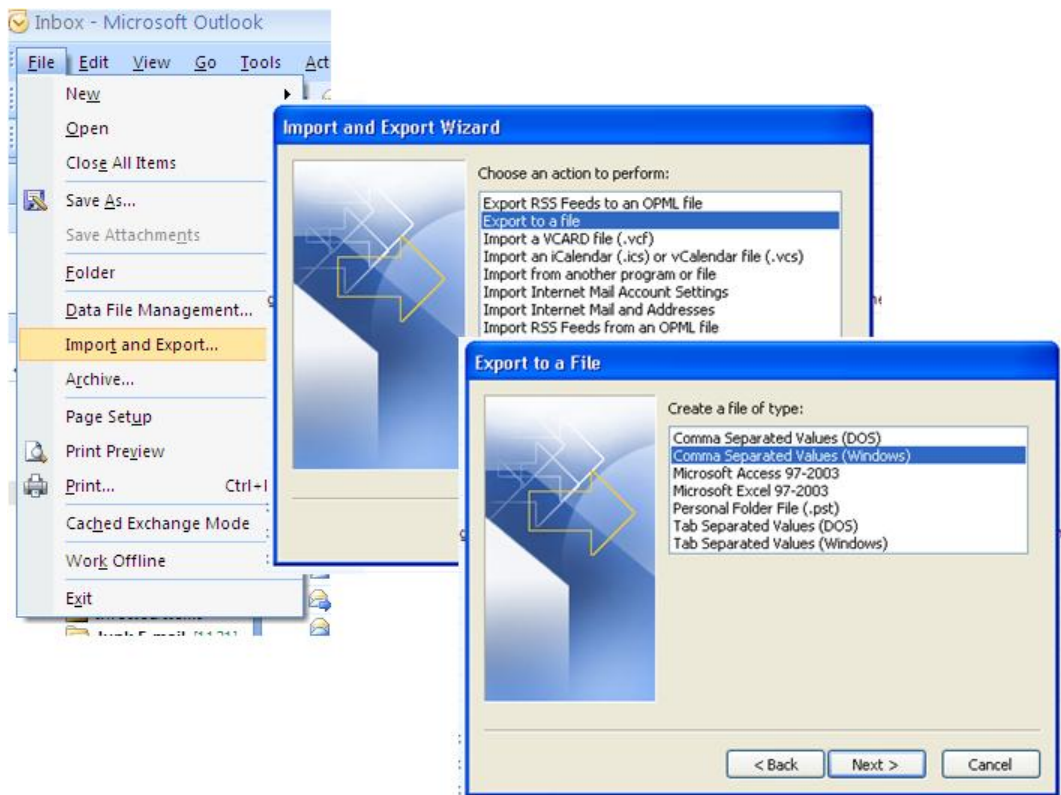 Inbox - Microsoft Outlook
File Edit View Go Tools Act
New
Open
Close All Items
Save As...
Save Attachments
Folder
Data File Management...
Import and Export...
Archive...
Page Setup
Print Preview
Print... Ctrl+
Cached Exchange Mode
Work Offline
Exit
Junk E-mail
Import and Export Wizard
Choose an action to perform:
Export RSS Feeds to an OPML file
Export to a file
Import a VCARD file (.vcf)
Import an iCalendar (.ics) or vCalendar file (.vcs)
Import from another program or file
Import Internet Mail Account Settings
Import Internet Mail and Addresses
Import RSS Feeds from an OPML file
Export to a File
Create a file of type:
Comma Separated Values (DOS)
Comma Separated Values (Windows)
Microsoft Access 97-2003
Microsoft Excel 97-2003
Personal Folder File (.pst)
Tab Separated Values (DOS)
Tab Separated Values (Windows)
< Back Next > Cancel